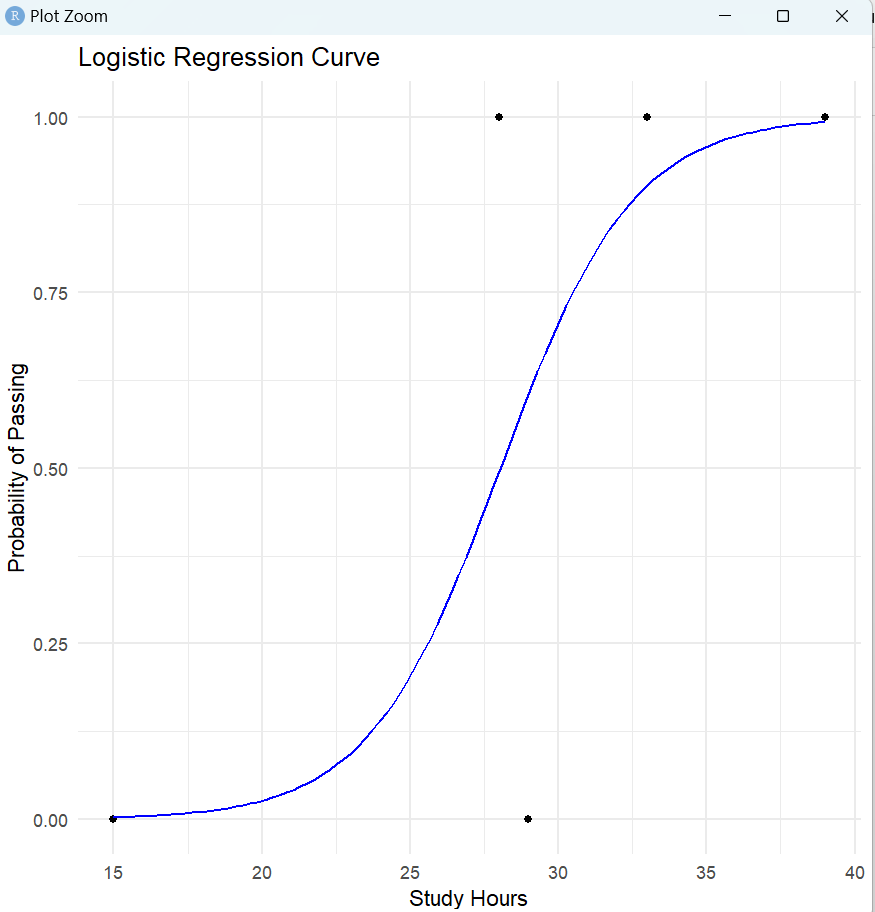 R Plot Zoom
Logistic Regression Curve
1.00
0.75
0.50
0.25
0.00
Probability of Passing
15 20 25 30 35 40
Study Hours